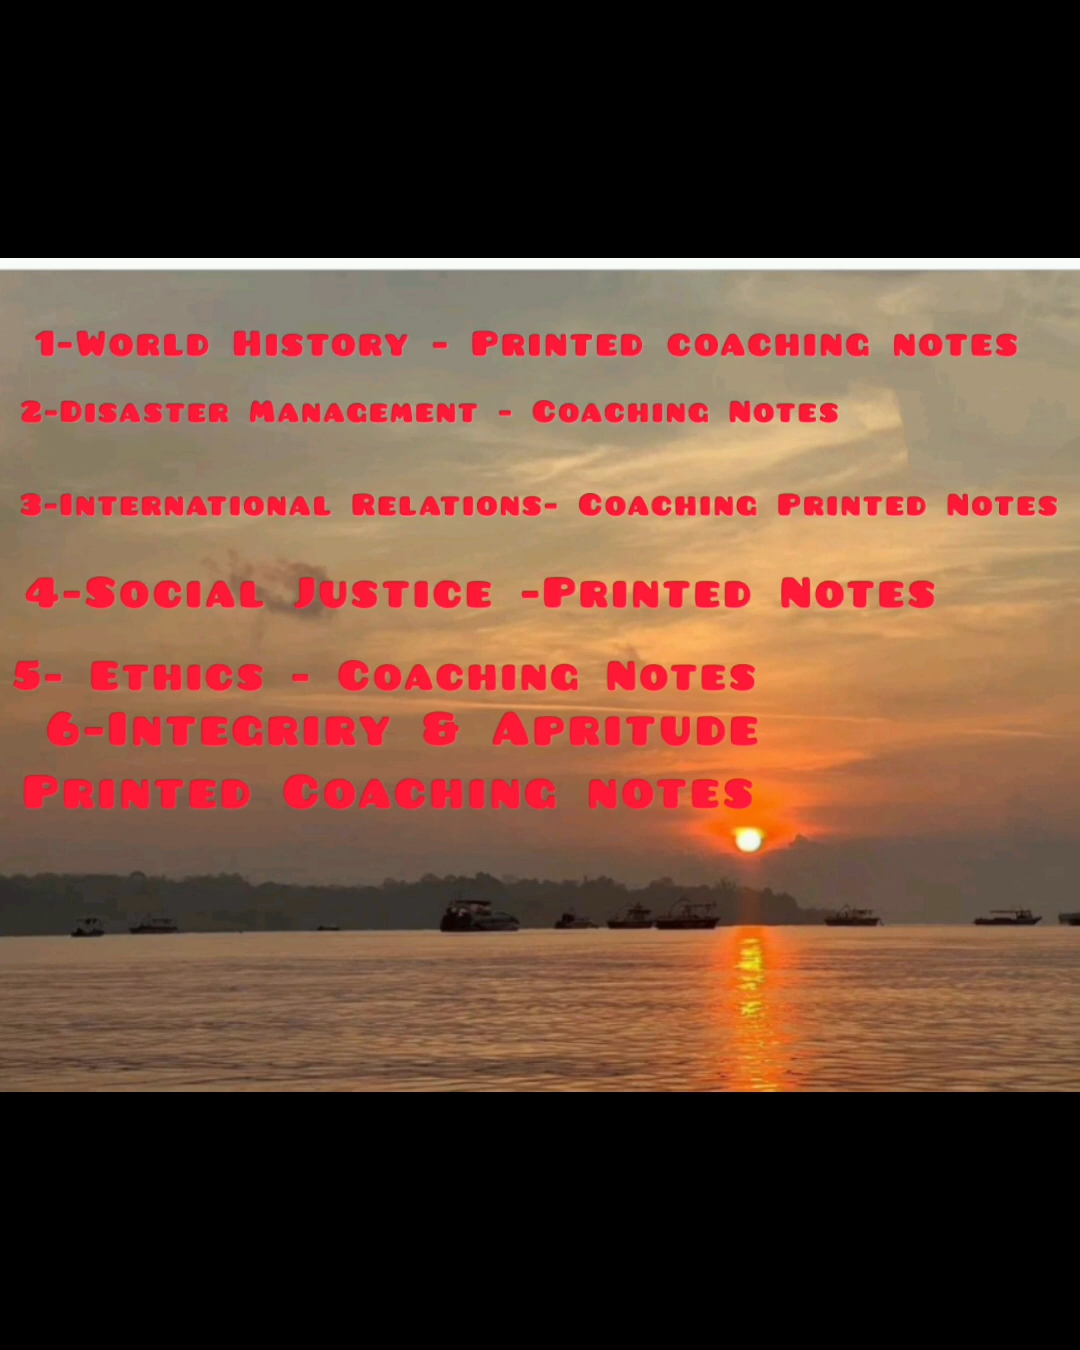 1-World History - Printed coaching notes
2-Disaster Management - Coaching Notes
3-International Relations- Coaching Printed Notes
4-Social Justice -Printed Notes
5- Ethics - Coaching Notes
6-Integriry & Apritude
Printed Coaching notes